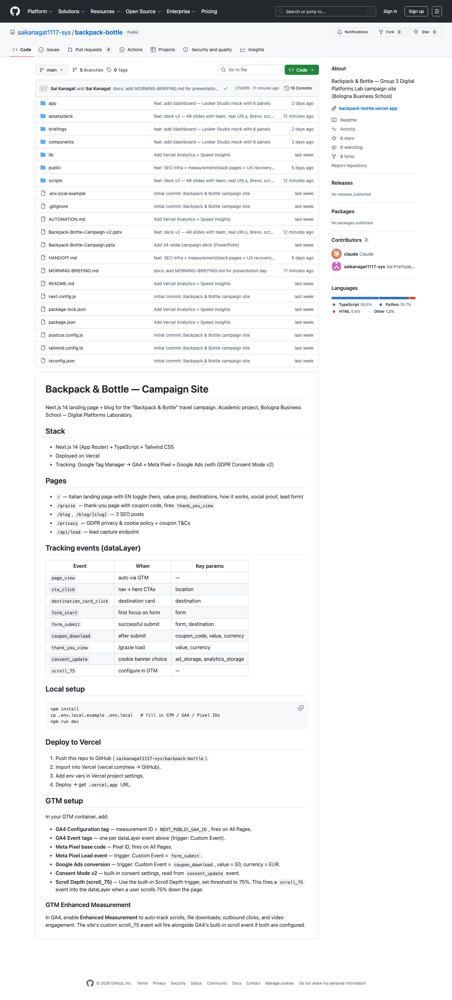 Platform Solutions Resources Open Source Enterprise Pricing Search or jump to... / Sign in Sign up
saikanagat1117-sys / backpack-bottle Public Notifications Fork 0 Star 0
Code Issues Pull requests 4 Actions Projects Security and quality Insights
main 5 Branches 0 Tags Go to file Code
Sai Kanagat and Sai Kanagat docs: add MORNING-BRIEFING.md for presentatio... 2704ff8 · 11 minutes ago 19 Commits
app feat: add /dashboard — Looker Studio mock with 6 panels 2 days ago
assets/deck feat: deck v2 — 48 slides with team, real URLs, Brevo, scr... 12 minutes ago
briefings feat: add /dashboard — Looker Studio mock with 6 panels 2 days ago
components feat: add /dashboard — Looker Studio mock with 6 panels 2 days ago
lib Add Vercel Analytics + Speed Insights last week
public feat: SEO infra + measurement/stack pages + UX recovery... 5 days ago
scripts feat: deck v2 — 48 slides with team, real URLs, Brevo, scr... 12 minutes ago
.env.local.example Initial commit: Backpack & Bottle campaign site last week
.gitignore Initial commit: Backpack & Bottle campaign site last week
AUTOMATION.md Add Vercel Analytics + Speed Insights last week
Backpack-Bottle-Campaign-v2.pptx feat: deck v2 — 48 slides with team, real URLs, Brevo, scr... 12 minutes ago
Backpack-Bottle-Campaign.pptx Add 34-slide campaign deck (PowerPoint) last week
HANDOFF.md feat: SEO infra + measurement/stack pages + UX recovery... 5 days ago
MORNING-BRIEFING.md docs: add MORNING-BRIEFING.md for presentation day 11 minutes ago
README.md Add Vercel Analytics + Speed Insights last week
next.config.js Initial commit: Backpack & Bottle campaign site last week
package-lock.json Add Vercel Analytics + Speed Insights last week
package.json Add Vercel Analytics + Speed Insights last week
postcss.config.js Initial commit: Backpack & Bottle campaign site last week
tailwind.config.ts Initial commit: Backpack & Bottle campaign site last week
tsconfig.json Initial commit: Backpack & Bottle campaign site last week
About
Backpack & Bottle — Group 3 Digital
Platforms Lab campaign site
(Bologna Business School)
backpack-bottle.vercel.app
Readme
Activity
0 stars
0 watching
0 forks
Report repository
Releases
No releases published
Packages
No packages published
Contributors 2
claude Claude
saikanagat1117-sys Sai Prathyak...
Languages
TypeScript 56.5% Python 35.7%
HTML 6.6% Other 1.2%
Backpack & Bottle — Campaign Site
Next.js 14 landing page + blog for the "Backpack & Bottle" travel campaign. Academic project, Bologna Business
School — Digital Platforms Laboratory.
Stack
• Next.js 14 (App Router) + TypeScript + Tailwind CSS
• Deployed on Vercel
• Tracking: Google Tag Manager → GA4 + Meta Pixel + Google Ads (with GDPR Consent Mode v2)
Pages
• / — Italian landing page with EN toggle (hero, value prop, destinations, how it works, social proof, lead form)
• /grazie — thank-you page with coupon code, fires thank_you_view
• /blog, /blog/[slug] — 3 SEO posts
• /privacy — GDPR privacy & cookie policy + coupon T&Cs
• /api/lead — lead capture endpoint
Tracking events (dataLayer)
Event When Key params
page_view auto via GTM —
cta_click nav + hero CTAs location
destination_card_click destination card destination
form_start first focus on form form
form_submit successful submit form, destination
coupon_download after submit coupon_code, value, currency
thank_you_view /grazie load value, currency
consent_update cookie banner choice ad_storage, analytics_storage
scroll_75 configure in GTM —
Local setup
npm install
cp .env.local.example .env.local # fill in GTM / GA4 / Pixel IDs
npm run dev
Deploy to Vercel
1. Push this repo to GitHub ( saikanagat1117-sys/backpack-bottle ).
2. Import into Vercel (vercel.com/new → GitHub).
3. Add env vars in Vercel project settings.
4. Deploy → get .vercel.app URL.
GTM setup
In your GTM container, add:
• GA4 Configuration tag — measurement ID = NEXT_PUBLIC_GA4_ID , fires on All Pages.
• GA4 Event tags — one per dataLayer event above (trigger: Custom Event).
• Meta Pixel base code — Pixel ID, fires on All Pages.
• Meta Pixel Lead event — trigger: Custom Event = form_submit .
• Google Ads conversion — trigger: Custom Event = coupon_download , value = 50, currency = EUR.
• Consent Mode v2 — built-in consent settings, read from consent_update event.
• Scroll Depth (scroll_75) — Use the built-in Scroll Depth trigger, set threshold to 75%. This fires a scroll_75
event into the dataLayer when a user scrolls 75% down the page.
GTM Enhanced Measurement
In GA4, enable Enhanced Measurement to auto-track scrolls, file downloads, outbound clicks, and video
engagement. The site's custom scroll_75 event will fire alongside GA4's built-in scroll event if both are configured.
© 2026 GitHub, Inc. Terms Privacy Security Status Community Docs Contact Manage cookies Do not share my personal information